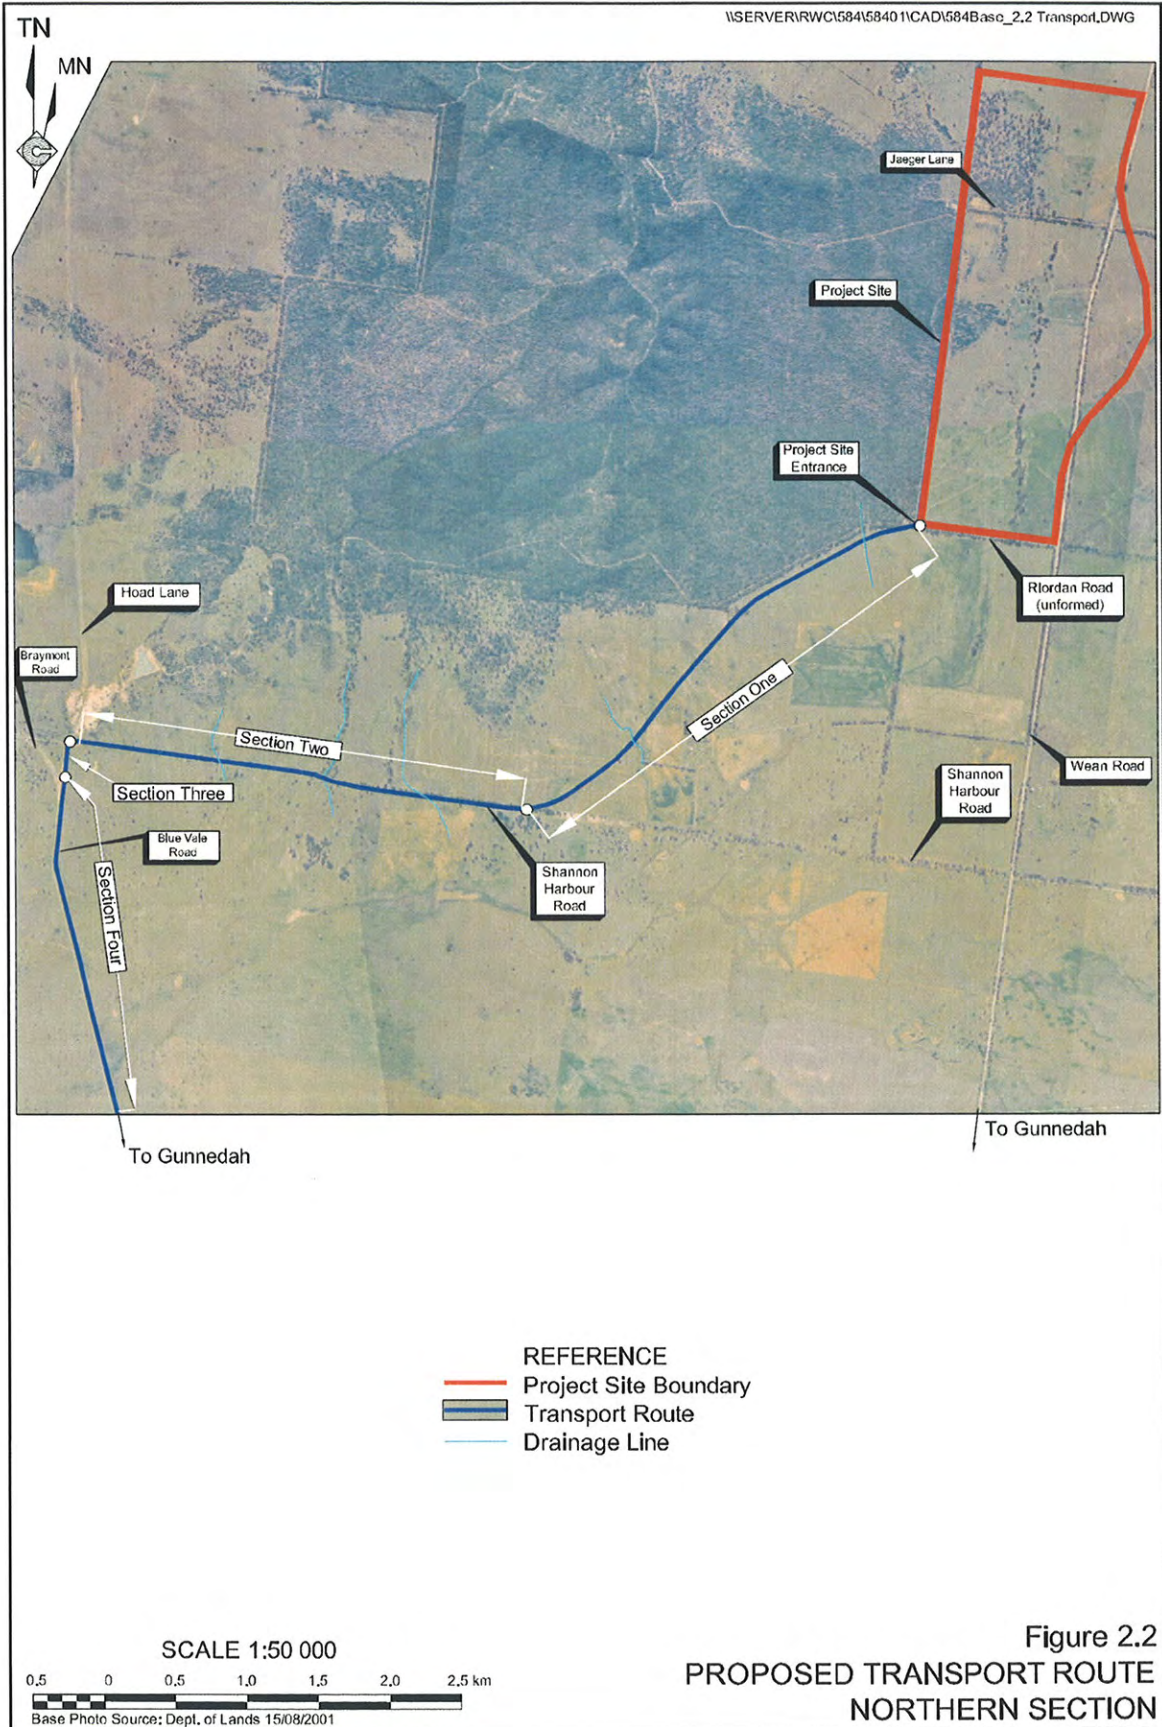 \\SERVER\RWC\584\58401\CAD\584Base_2.2 Transport.DWG
TN
MN
Jaeger Lane
Project Site
Project Site
Entrance
Riordan Road
(unformed)
Hoad Lane
Braymont
Road
Section One
Section Two
Section Three
Wean Road
Shannon
Harbour
Road
Blue Vale
Road
Section Four
Shannon
Harbour
Road
To Gunnedah
To Gunnedah
REFERENCE
Project Site Boundary
Transport Route
Drainage Line
SCALE 1:50 000
0.5 0 0.5 1.0 1.5 2.0 2.5 km
Base Photo Source: Dept. of Lands 15/08/2001
Figure 2.2
PROPOSED TRANSPORT ROUTE
NORTHERN SECTION